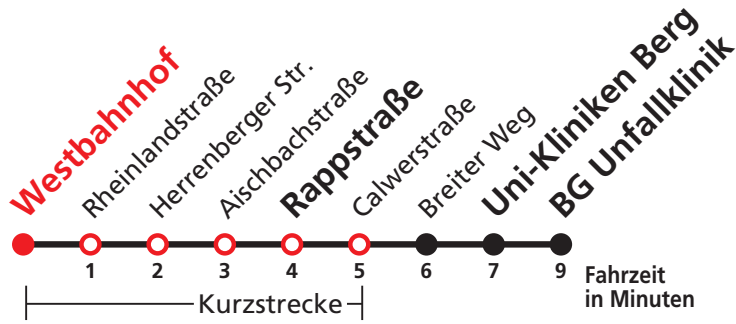 Westbahnhof
Rheinlandstraße
Herrenberger Str.
Aischbachstraße
Rappstraße
Calwerstraße
Breiter Weg
Uni-Kliniken Berg
BG Unfallklinik
1 2 3 4 5 6 7 9 Fahrzeit
in Minuten
Kurzstrecke